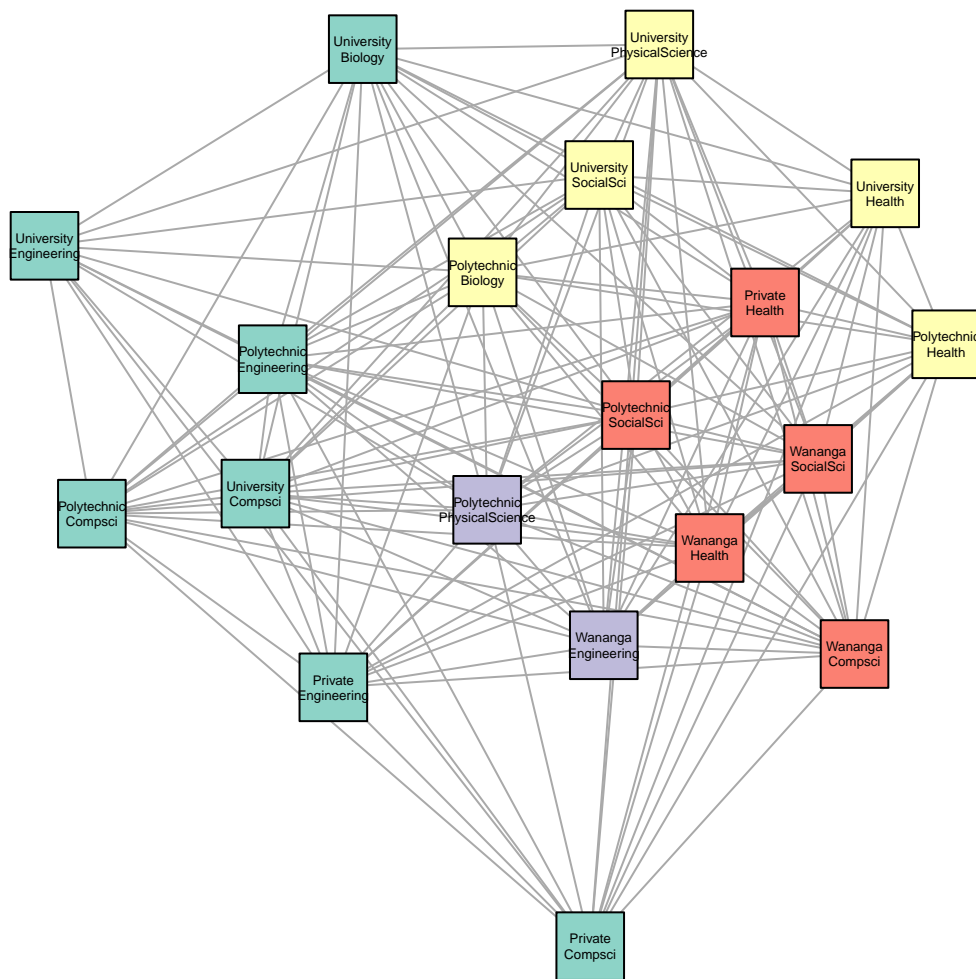 University
Biology
University
PhysicalScience
University
SocialSci
University
Health
University
Engineering
Polytechnic
Biology
Private
Health
Polytechnic
Health
Polytechnic
Engineering
Polytechnic
SocialSci
Wananga
SocialSci
University
Compsci
Polytechnic
Compsci
Polytechnic
PhysicalScience
Wananga
Health
Wananga
Engineering
Wananga
Compsci
Private
Engineering
Private
Compsci